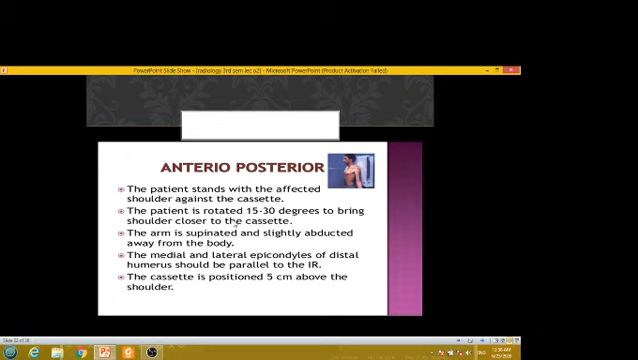 PowerPoint Slide Show - [radiology 3rd sem lec a2] - Microsoft PowerPoint (Product Activation Failed)
ANTERIO POSTERIOR
The patient stands with the affected
shoulder against the cassette.
The patient is rotated 15-30 degrees to bring
shoulder closer to the cassette.
The arm is supinated and slightly abducted
away from the body.
The medial and lateral epicondyles of distal
humerus should be parallel to the IR.
The cassette is positioned 5 cm above the
shoulder.